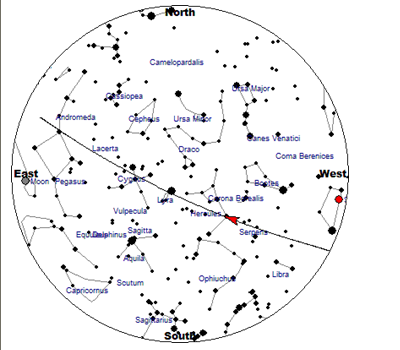 North
Camelopardalis
Cassiopea
Ursa Major
Andromeda
Cepheus
Ursa Minor
Canes Venatici
Lacerta
Draco
Coma Berenices
East
West
Moon
Pegasus
Cygnus
Bootes
Lyra
Corona Borealis
Vulpecula
Hercules
Sagitta
Serpens
Delphinus
Aquila
Libra
Ophiuchus
Scutum
Capricornus
Sagittarius
South